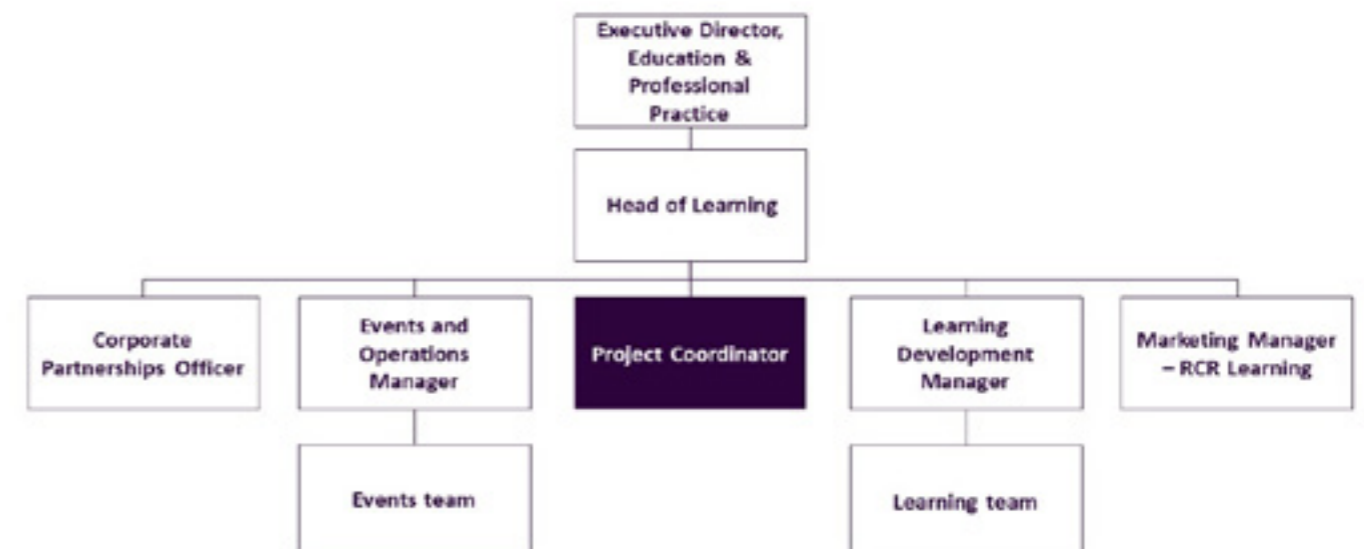 Executive Director,
Education &
Professional
Practice
Head of Learning
Corporate
Partnerships Officer
Events and
Operations
Manager
Project Coordinator
Learning
Development
Manager
Marketing Manager
– RCR Learning
Events team
Learning team